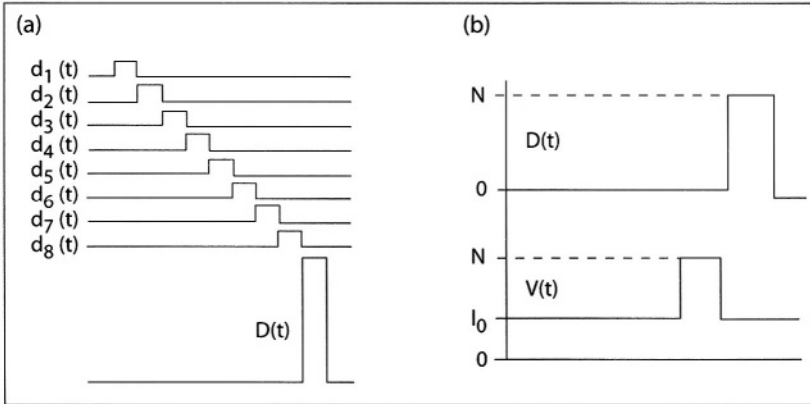 (a)
d₁ (t)
d₂ (t)
d₃ (t)
d₄ (t)
d₅ (t)
d₆ (t)
d₇ (t)
d₈ (t)
D(t)
(b)
N
D(t)
0
N
V(t)
I₀
0